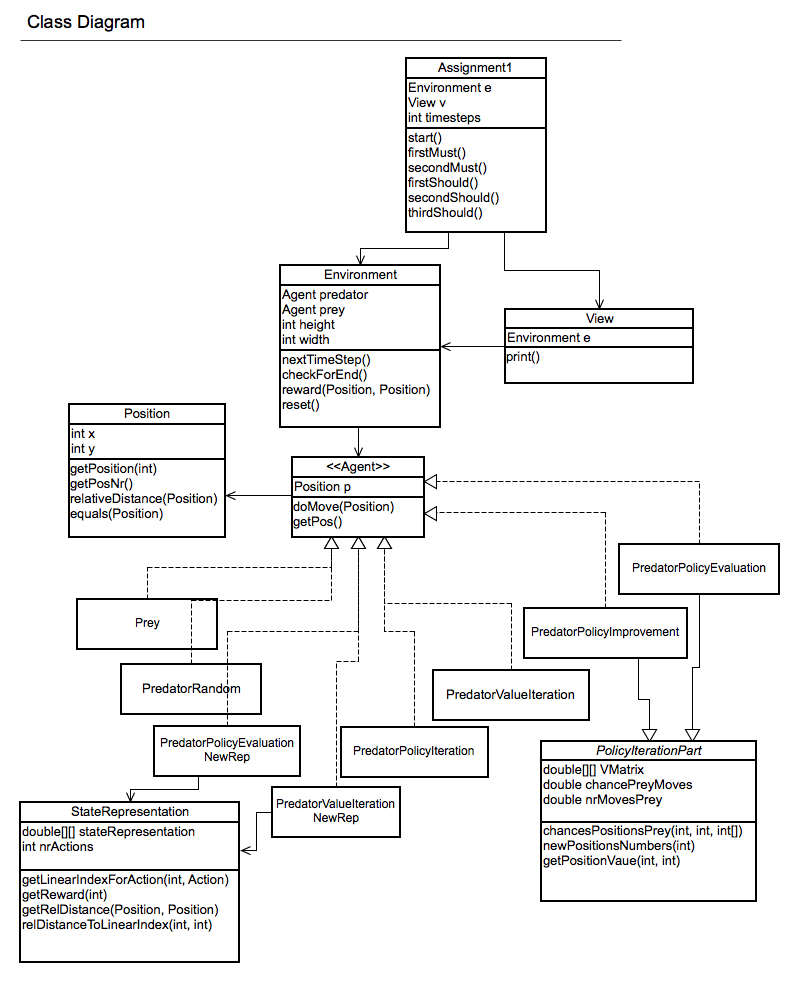 Class Diagram
Assignment1
Environment e
View v
int timesteps
start()
firstMust()
secondMust()
firstShould()
secondShould()
thirdShould()
Environment
Agent predator
Agent prey
int height
int width
nextTimeStep()
checkForEnd()
reward(Position, Position)
reset()
View
Environment e
print()
Position
int x
int y
getPosition(int)
getPosNr()
relativeDistance(Position)
equals(Position)
<<Agent>>
Position p
doMove(Position)
getPos()
PredatorPolicyEvaluation
Prey
PredatorPolicyImprovement
PredatorRandom
PredatorValueIteration
PredatorPolicyEvaluation
NewRep
PredatorPolicyIteration
PolicyIterationPart
double[][] VMatrix
double chancePreyMoves
double nrMovesPrey
chancesPositionsPrey(int, int, int[])
newPositionsNumbers(int)
getPositionVaue(int, int)
PredatorValueIteration
NewRep
StateRepresentation
double[][] stateRepresentation
int nrActions
getLinearIndexForAction(int, Action)
getReward(int)
getRelDistance(Position, Position)
relDistanceToLinearIndex(int, int)